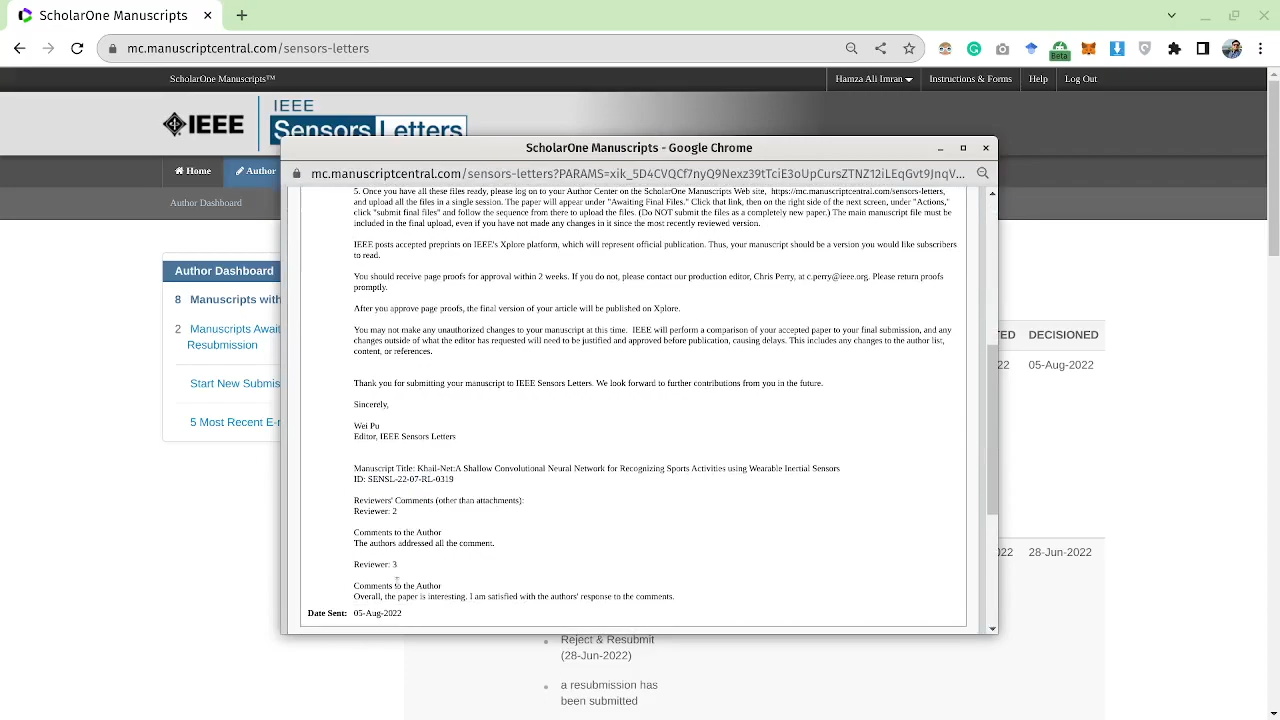 ScholarOne Manuscripts
mc.manuscriptcentral.com/sensors-letters
Beta
ScholarOne Manuscripts™
Hamza Ali Imran
Instructions & Forms
Help
Log Out
IEEE
IEEE
Sensors Letters
Home
Author
Author Dashboard
ScholarOne Manuscripts - Google Chrome
mc.manuscriptcentral.com/sensors-letters?PARAMS=xik_5D4CVQCf7nyQ9Nexz39tTciE3oUpCursZTNZ12iLEqGvt9JnqV...
5. Once you have all these files ready, please log on to your Author Center on the ScholarOne Manuscripts Web site, https://mc.manuscriptcentral.com/sensors-letters,
and upload all the files in a single session. The paper will appear under "Awaiting Final Files." Click that link, then on the right side of the next screen, under "Actions,"
click "submit final files" and follow the sequence from there to upload the files. (Do NOT submit the files as a completely new paper.) The main manuscript file must be
included in the final upload, even if you have not made any changes in it since the most recently reviewed version.
IEEE posts accepted preprints on IEEE's Xplore platform, which will represent official publication. Thus, your manuscript should be a version you would like subscribers
to read.
You should receive page proofs for approval within 2 weeks. If you do not, please contact our production editor, Chris Perry, at c.perry@ieee.org. Please return proofs
promptly.
After you approve page proofs, the final version of your article will be published on Xplore.
You may not make any unauthorized changes to your manuscript at this time. IEEE will perform a comparison of your accepted paper to your final submission, and any
changes outside of what the editor has requested will need to be justified and approved before publication, causing delays. This includes any changes to the author list,
content, or references.
Thank you for submitting your manuscript to IEEE Sensors Letters. We look forward to further contributions from you in the future.
Sincerely,
Wei Pu
Editor, IEEE Sensors Letters
Manuscript Title: Khail-Net:A Shallow Convolutional Neural Network for Recognizing Sports Activities using Wearable Inertial Sensors
ID: SENSL-22-07-RL-0319
Reviewers' Comments (other than attachments):
Reviewer: 2
Comments to the Author
The authors addressed all the comment.
Reviewer: 3
Comments to the Author
Overall, the paper is interesting. I am satisfied with the authors' response to the comments.
Date Sent: 05-Aug-2022
Author Dashboard
8 Manuscripts with
2 Manuscripts Await
Resubmission
Start New Submis
5 Most Recent E-
TED DECISIONED
22 05-Aug-2022
022 28-Jun-2022
Reject & Resubmit
(28-Jun-2022)
a resubmission has
been submitted